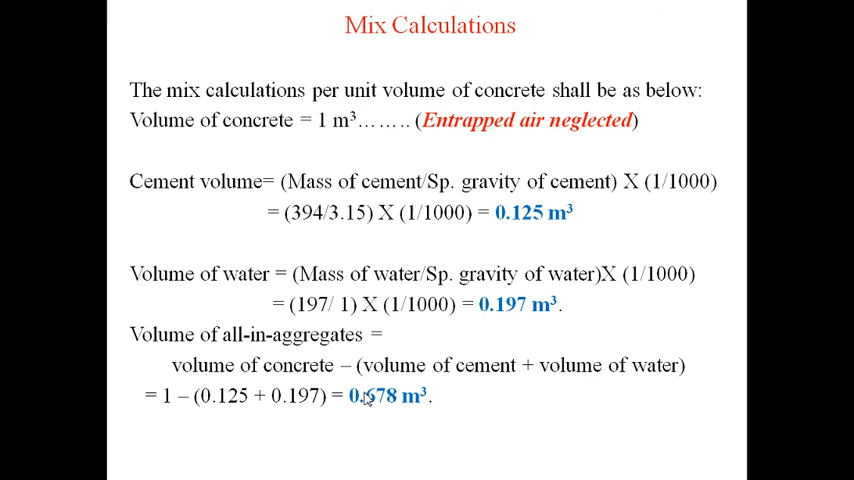 Mix Calculations
The mix calculations per unit volume of concrete shall be as below:
Volume of concrete = 1 m³…….. (Entrapped air neglected)
Cement volume= (Mass of cement/Sp. gravity of cement) X (1/1000)
= (394/3.15) X (1/1000) = 0.125 m³
Volume of water = (Mass of water/Sp. gravity of water)X (1/1000)
= (197/ 1) X (1/1000) = 0.197 m³.
Volume of all-in-aggregates =
volume of concrete – (volume of cement + volume of water)
= 1 – (0.125 + 0.197) = 0.678 m³.